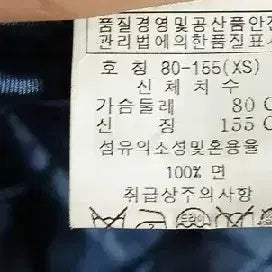 품질경영및공산품안전
관리법에의한품질표시
호 칭 80-155(XS)
신 체 치 수
가슴둘레 80 C
신 장 155 C
섬유의조성및혼용율
100% 면
취급상주의사항